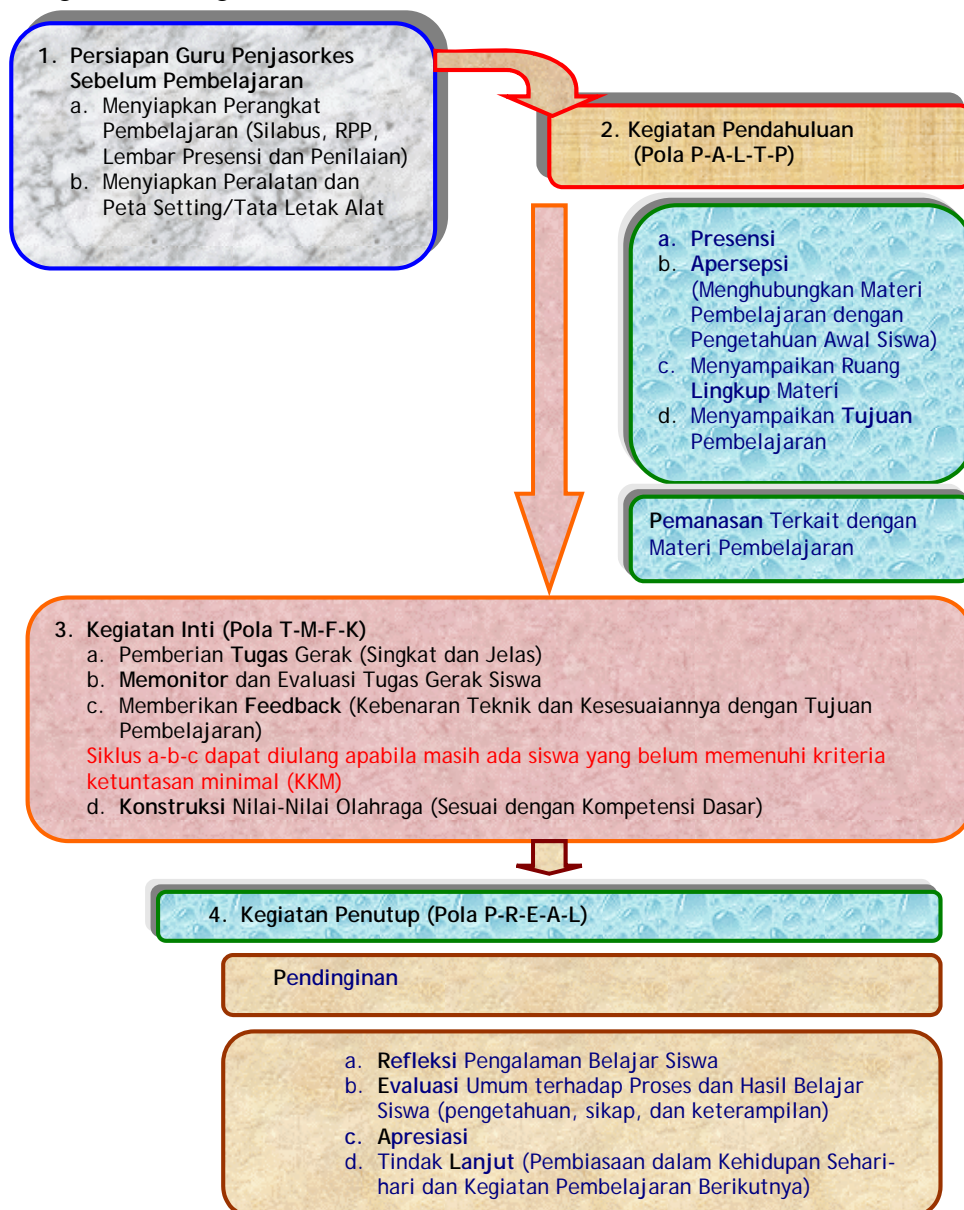 1. Persiapan Guru Penjasorkes
Sebelum Pembelajaran
a. Menyiapkan Perangkat
Pembelajaran (Silabus, RPP,
Lembar Presensi dan Penilaian)
b. Menyiapkan Peralatan dan
Peta Setting/Tata Letak Alat
2. Kegiatan Pendahuluan
(Pola P-A-L-T-P)
a. Presensi
b. Apersepsi
(Menghubungkan Materi
Pembelajaran dengan
Pengetahuan Awal Siswa)
c. Menyampaikan Ruang
Lingkup Materi
d. Menyampaikan Tujuan
Pembelajaran
Pemanasan Terkait dengan
Materi Pembelajaran
3. Kegiatan Inti (Pola T-M-F-K)
a. Pemberian Tugas Gerak (Singkat dan Jelas)
b. Memonitor dan Evaluasi Tugas Gerak Siswa
c. Memberikan Feedback (Kebenaran Teknik dan Kesesuaiannya dengan Tujuan
Pembelajaran)
Siklus a-b-c dapat diulang apabila masih ada siswa yang belum memenuhi kriteria
ketuntasan minimal (KKM)
d. Konstruksi Nilai-Nilai Olahraga (Sesuai dengan Kompetensi Dasar)
4. Kegiatan Penutup (Pola P-R-E-A-L)
Pendinginan
a. Refleksi Pengalaman Belajar Siswa
b. Evaluasi Umum terhadap Proses dan Hasil Belajar
Siswa (pengetahuan, sikap, dan keterampilan)
c. Apresiasi
d. Tindak Lanjut (Pembiasaan dalam Kehidupan Sehari-
hari dan Kegiatan Pembelajaran Berikutnya)